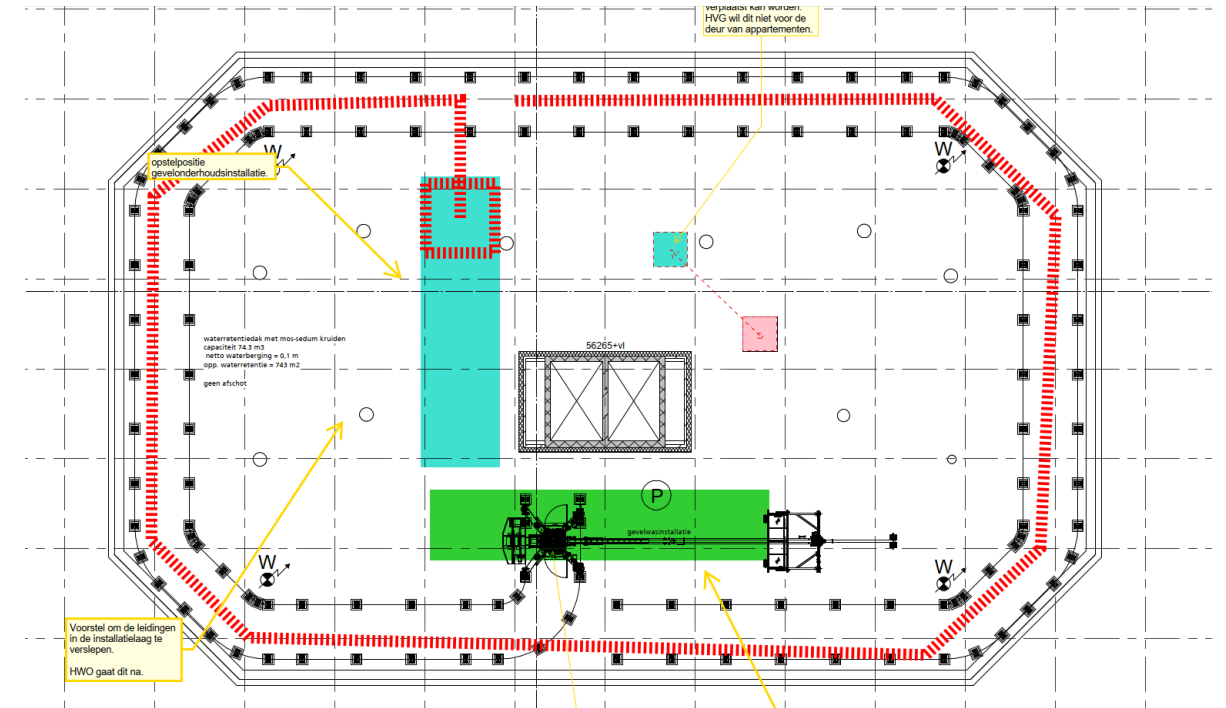 verplaatst kan worden.
HVG wil dit niet voor de
deur van appartementen.
W
W
opstelpositie
gevelonderhoudsinstallatie.
waterretentiedak met mos-sedum kruiden
capaciteit 74.3 m3
netto waterberging = 0,1 m
opp. waterretentie = 743 m2
geen afschot
56265+vl
P
gevelwasinstallatie
W
W
Voorstel om de leidingen
in de installatielaag te
verslepen.
HWO gaat dit na.